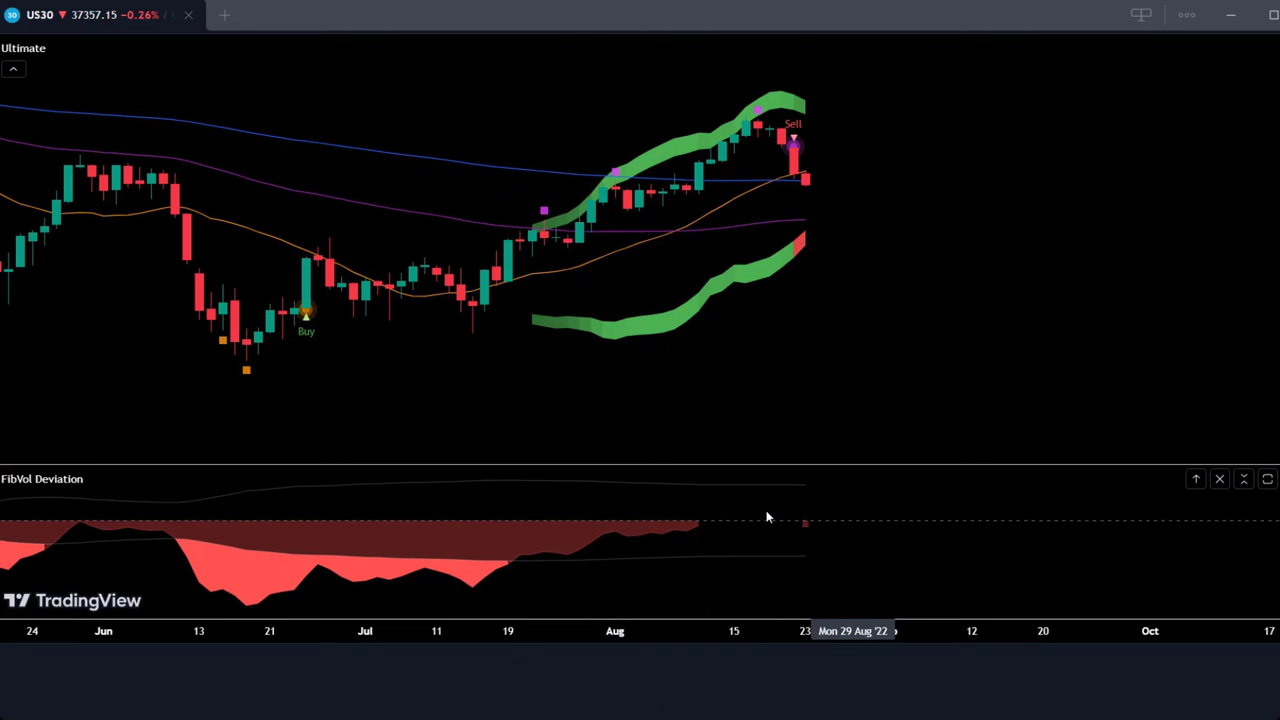 30 US30 ▼ 37357.15 −0.26% /
Ultimate
Sell
Buy
FibVol Deviation
TradingView
24 Jun 13 21 Jul 11 19 Aug 15 23 Mon 29 Aug '22 12 20 Oct 17